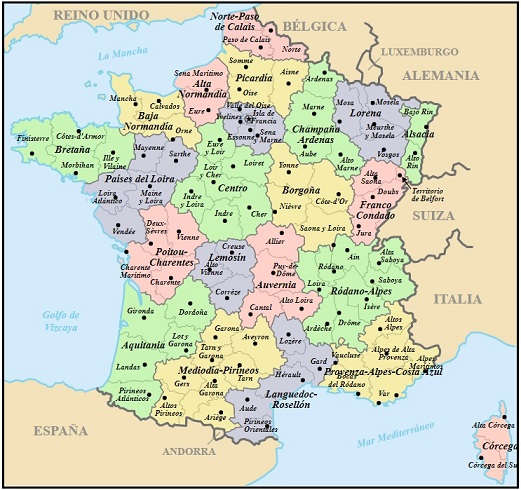 REINO UNIDO
Norte-Paso
de Calais
BÉLGICA
Paso de Calais
Norte
LUXEMBURGO
La Mancha
Somme
Picardía
Aisne
Ardenas
ALEMANIA
Sena Marítimo
Alta
Normandía
Oise
Eure
Mancha
Calvados
Baja
Normandía
Orne
Valle del Oise
Yvelines
Isla de
Francia
Essonne
Sena
y Marne
Marne
Champaña
Ardenas
Aube
Alto
Marne
Mosa
Mosela
Lorena
Meurthe
y Mosela
Vosgos
Bajo Rin
Alsacia
Alto
Rin
Finisterre
Côtes-d'Armor
Bretaña
Morbihan
Ille y
Vilaine
Mayenne
Sarthe
Países del Loira
Loira
Atlántico
Maine y
Loira
Vendée
Eure y
Loir
Loiret
Loir y
Cher
Centro
Indre
y Loira
Indre
Cher
Yonne
Borgoña
Côte-d'Or
Nièvre
Saona y Loira
Alta
Saona
Doubs
Franco
Condado
Jura
Territorio
de Belfort
SUIZA
Deux-
Sèvres
Vienne
Poitou-
Charentes
Charente
Marítimo
Charente
Creuse
Lemosín
Alto
Vienne
Corrèze
Allier
Puy-de-
Dôme
Auvernia
Cantal
Alto Loira
Ain
Alta
Saboya
Ródano
Saboya
Loira
Ródano-Alpes
Isère
Ardèche
Drôme
ITALIA
Golfo de
Vizcaya
Gironda
Dordoña
Aquitania
Lot y
Garona
Landas
Pirineos
Atlánticos
Garona
Aveyron
Tarn y
Garona
Mediodía-Pirineos
Gers
Alta
Garona
Tarn
Altos
Pirineos
Ariège
Lozère
Gard
Hérault
Languedoc-
Rosellón
Aude
Pirineos
Orientales
Altos
Alpes
Vaucluse
Alpes de Alta
Provenza
Alpes
Marítimos
Provenza-Alpes-Costa Azul
Bocas
del Ródano
Var
ESPAÑA
ANDORRA
Mar Mediterráneo
Alta Córcega
Córcega
Córcega del Su